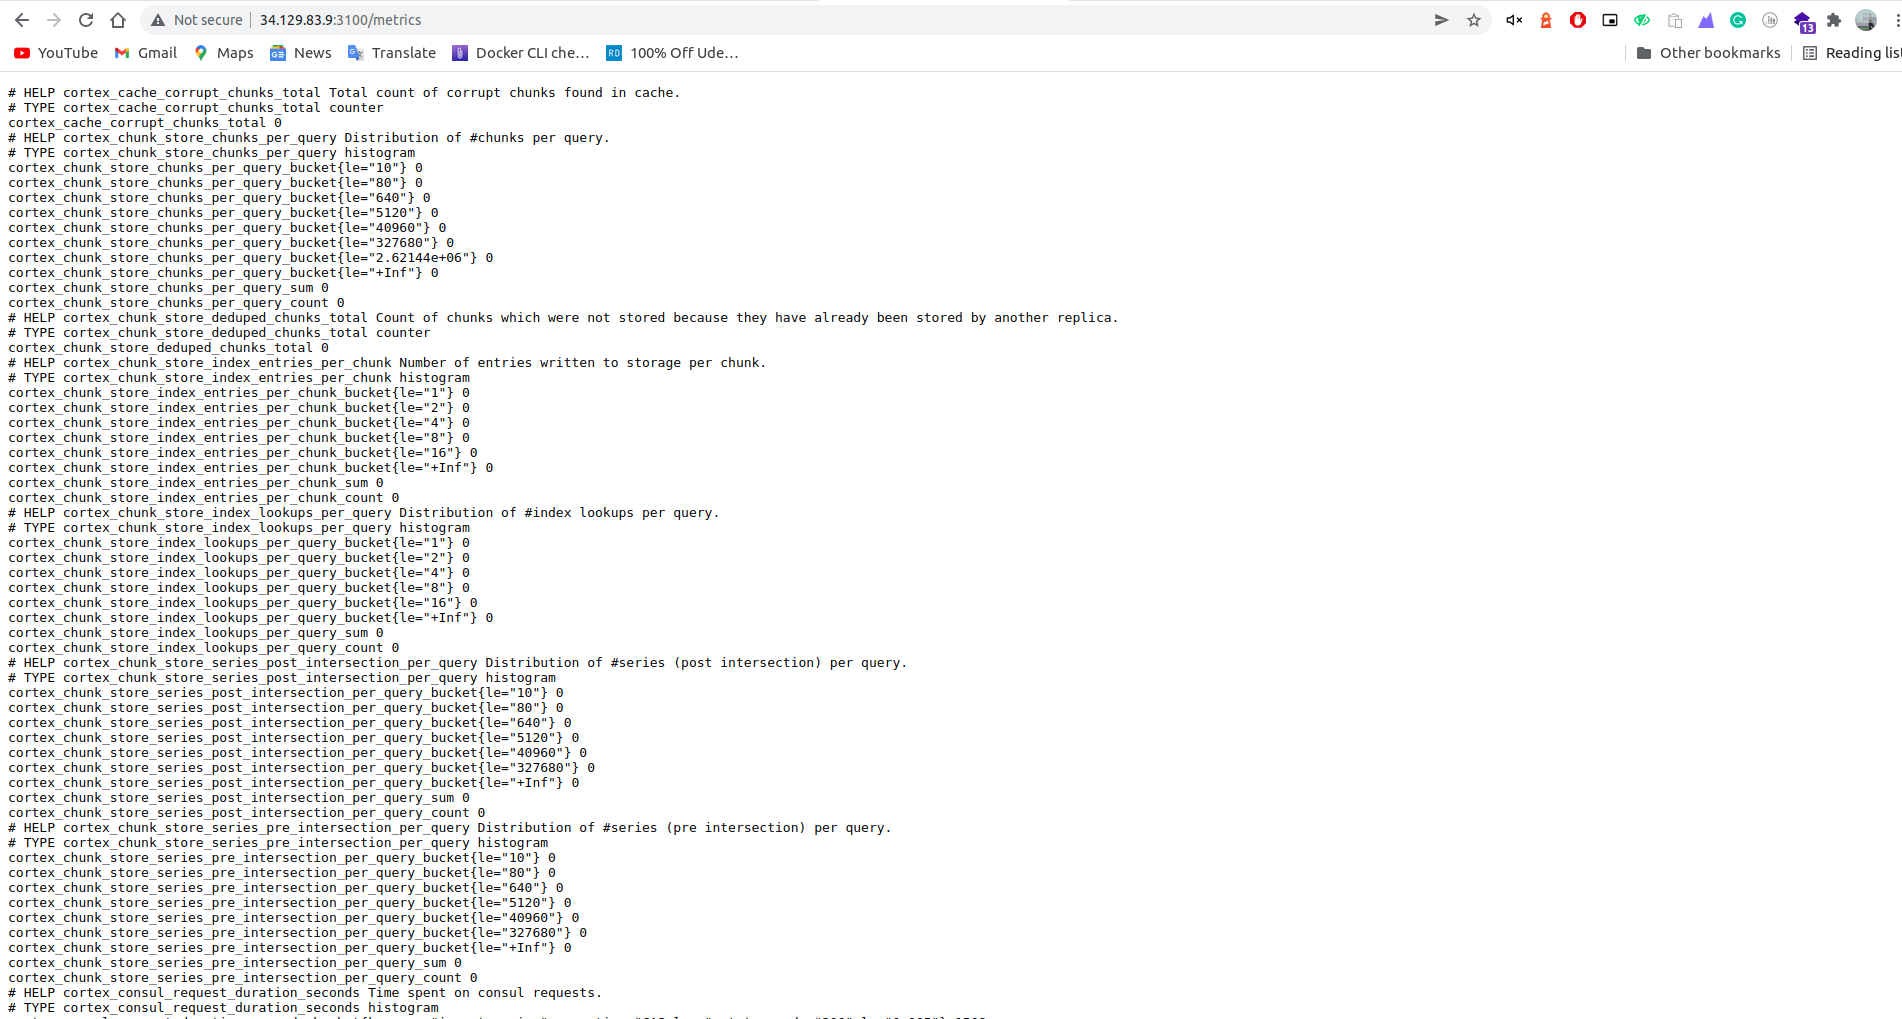 Not secure | 34.129.83.9:3100/metrics
13
YouTube Gmail Maps News Translate Docker CLI che... RD 100% Off Ude... Other bookmarks Reading list
# HELP cortex_cache_corrupt_chunks_total Total count of corrupt chunks found in cache.
# TYPE cortex_cache_corrupt_chunks_total counter
cortex_cache_corrupt_chunks_total 0
# HELP cortex_chunk_store_chunks_per_query Distribution of #chunks per query.
# TYPE cortex_chunk_store_chunks_per_query histogram
cortex_chunk_store_chunks_per_query_bucket{le="10"} 0
cortex_chunk_store_chunks_per_query_bucket{le="80"} 0
cortex_chunk_store_chunks_per_query_bucket{le="640"} 0
cortex_chunk_store_chunks_per_query_bucket{le="5120"} 0
cortex_chunk_store_chunks_per_query_bucket{le="40960"} 0
cortex_chunk_store_chunks_per_query_bucket{le="327680"} 0
cortex_chunk_store_chunks_per_query_bucket{le="2.62144e+06"} 0
cortex_chunk_store_chunks_per_query_bucket{le="+Inf"} 0
cortex_chunk_store_chunks_per_query_sum 0
cortex_chunk_store_chunks_per_query_count 0
# HELP cortex_chunk_store_deduped_chunks_total Count of chunks which were not stored because they have already been stored by another replica.
# TYPE cortex_chunk_store_deduped_chunks_total counter
cortex_chunk_store_deduped_chunks_total 0
# HELP cortex_chunk_store_index_entries_per_chunk Number of entries written to storage per chunk.
# TYPE cortex_chunk_store_index_entries_per_chunk histogram
cortex_chunk_store_index_entries_per_chunk_bucket{le="1"} 0
cortex_chunk_store_index_entries_per_chunk_bucket{le="2"} 0
cortex_chunk_store_index_entries_per_chunk_bucket{le="4"} 0
cortex_chunk_store_index_entries_per_chunk_bucket{le="8"} 0
cortex_chunk_store_index_entries_per_chunk_bucket{le="16"} 0
cortex_chunk_store_index_entries_per_chunk_bucket{le="+Inf"} 0
cortex_chunk_store_index_entries_per_chunk_sum 0
cortex_chunk_store_index_entries_per_chunk_count 0
# HELP cortex_chunk_store_index_lookups_per_query Distribution of #index lookups per query.
# TYPE cortex_chunk_store_index_lookups_per_query histogram
cortex_chunk_store_index_lookups_per_query_bucket{le="1"} 0
cortex_chunk_store_index_lookups_per_query_bucket{le="2"} 0
cortex_chunk_store_index_lookups_per_query_bucket{le="4"} 0
cortex_chunk_store_index_lookups_per_query_bucket{le="8"} 0
cortex_chunk_store_index_lookups_per_query_bucket{le="16"} 0
cortex_chunk_store_index_lookups_per_query_bucket{le="+Inf"} 0
cortex_chunk_store_index_lookups_per_query_sum 0
cortex_chunk_store_index_lookups_per_query_count 0
# HELP cortex_chunk_store_series_post_intersection_per_query Distribution of #series (post intersection) per query.
# TYPE cortex_chunk_store_series_post_intersection_per_query histogram
cortex_chunk_store_series_post_intersection_per_query_bucket{le="10"} 0
cortex_chunk_store_series_post_intersection_per_query_bucket{le="80"} 0
cortex_chunk_store_series_post_intersection_per_query_bucket{le="640"} 0
cortex_chunk_store_series_post_intersection_per_query_bucket{le="5120"} 0
cortex_chunk_store_series_post_intersection_per_query_bucket{le="40960"} 0
cortex_chunk_store_series_post_intersection_per_query_bucket{le="327680"} 0
cortex_chunk_store_series_post_intersection_per_query_bucket{le="+Inf"} 0
cortex_chunk_store_series_post_intersection_per_query_sum 0
cortex_chunk_store_series_post_intersection_per_query_count 0
# HELP cortex_chunk_store_series_pre_intersection_per_query Distribution of #series (pre intersection) per query.
# TYPE cortex_chunk_store_series_pre_intersection_per_query histogram
cortex_chunk_store_series_pre_intersection_per_query_bucket{le="10"} 0
cortex_chunk_store_series_pre_intersection_per_query_bucket{le="80"} 0
cortex_chunk_store_series_pre_intersection_per_query_bucket{le="640"} 0
cortex_chunk_store_series_pre_intersection_per_query_bucket{le="5120"} 0
cortex_chunk_store_series_pre_intersection_per_query_bucket{le="40960"} 0
cortex_chunk_store_series_pre_intersection_per_query_bucket{le="327680"} 0
cortex_chunk_store_series_pre_intersection_per_query_bucket{le="+Inf"} 0
cortex_chunk_store_series_pre_intersection_per_query_sum 0
cortex_chunk_store_series_pre_intersection_per_query_count 0
# HELP cortex_consul_request_duration_seconds Time spent on consul requests.
# TYPE cortex_consul_request_duration_seconds histogram